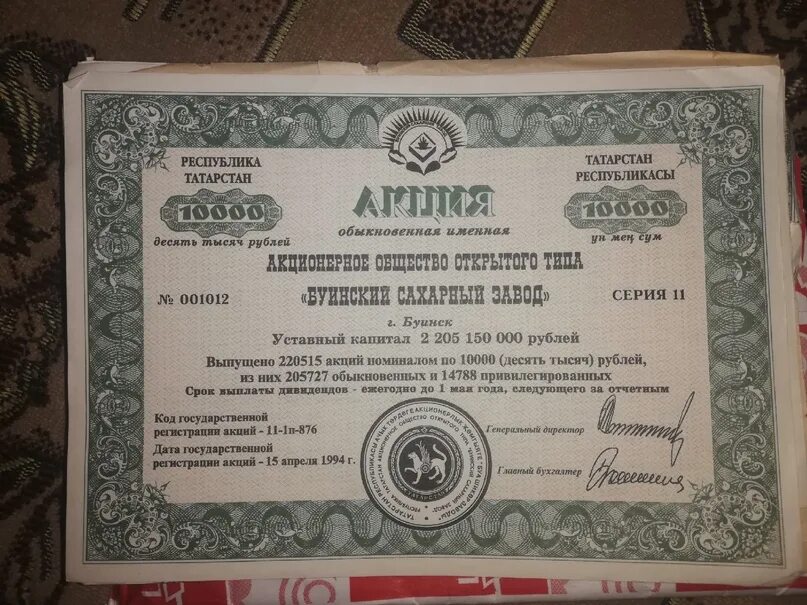 РЕСПУБЛИКА
ТАТАРСТАН
10000
десять тысяч рублей
АКЦИЯ
обыкновенная именная
ТАТАРСТАН
РЕСПУБЛИКАСЫ
10000
ун мең сум
АКЦИОНЕРНОЕ ОБЩЕСТВО ОТКРЫТОГО ТИПА
№ 001012
«БУИНСКИЙ САХАРНЫЙ ЗАВОД»
СЕРИЯ 11
г. Буинск
Уставный капитал 2 205 150 000 рублей
Выпущено 220515 акций номиналом по 10000 (десять тысяч) рублей,
из них 205727 обыкновенных и 14788 привилегированных
Срок выплаты дивидендов - ежегодно до 1 мая года, следующего за отчетным
Код государственной
регистрации акций - 11-1п-876
Дата государственной
регистрации акций - 15 апреля 1994 г.
Генеральный директор
Главный бухгалтер
ТАТАРСТАН